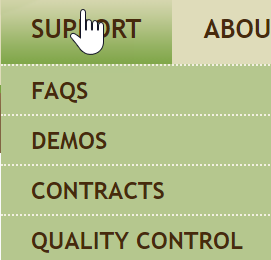 SUPPORT ABOU
FAQS
DEMOS
CONTRACTS
QUALITY CONTROL